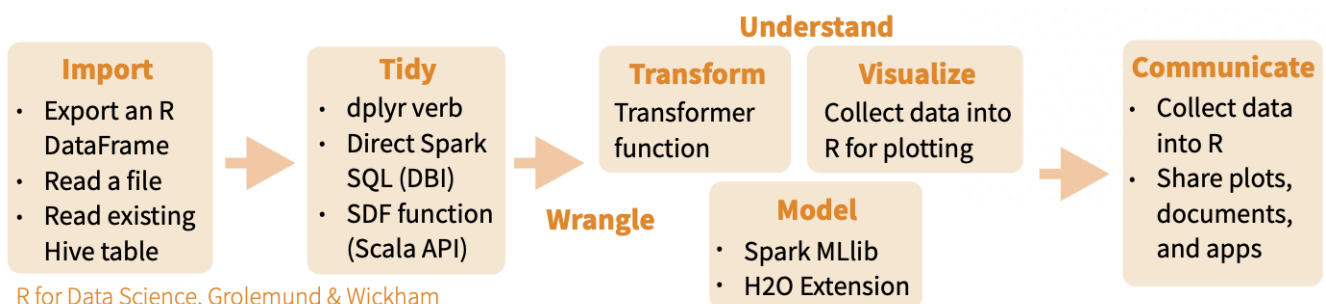 Import
• Export an R
DataFrame
• Read a file
• Read existing
Hive table
Tidy
• dplyr verb
• Direct Spark
SQL (DBI)
• SDF function
(Scala API)
Understand
Transform
Transformer
function
Visualize
Collect data into
R for plotting
Wrangle
Model
• Spark MLlib
• H2O Extension
Communicate
• Collect data
into R
• Share plots,
documents,
and apps
R for Data Science, Grolemund & Wickham